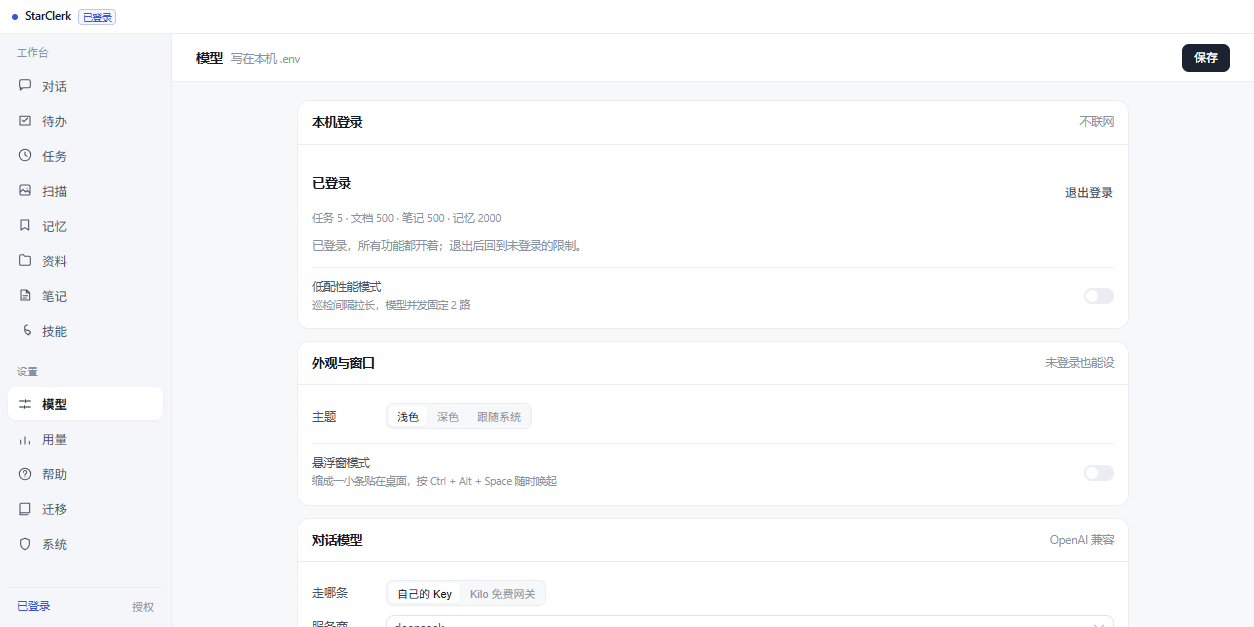 StarClerk 已登录
工作台
对话
待办
任务
扫描
记忆
资料
笔记
技能
设置
模型
用量
帮助
迁移
系统
已登录 授权
模型 写在本机 .env
保存
本机登录 不联网
已登录
退出登录
任务 5 · 文档 500 · 笔记 500 · 记忆 2000
已登录，所有功能都开着；退出后回到未登录的限制。
低配性能模式
巡检间隔拉长，模型并发固定 2 路
外观与窗口 未登录也能设
主题 浅色 深色 跟随系统
悬浮窗模式
缩成一小条贴在桌面，按 Ctrl + Alt + Space 随时唤起
对话模型 OpenAI 兼容
走哪条 自己的 Key Kilo 免费网关
服务商 deepseek